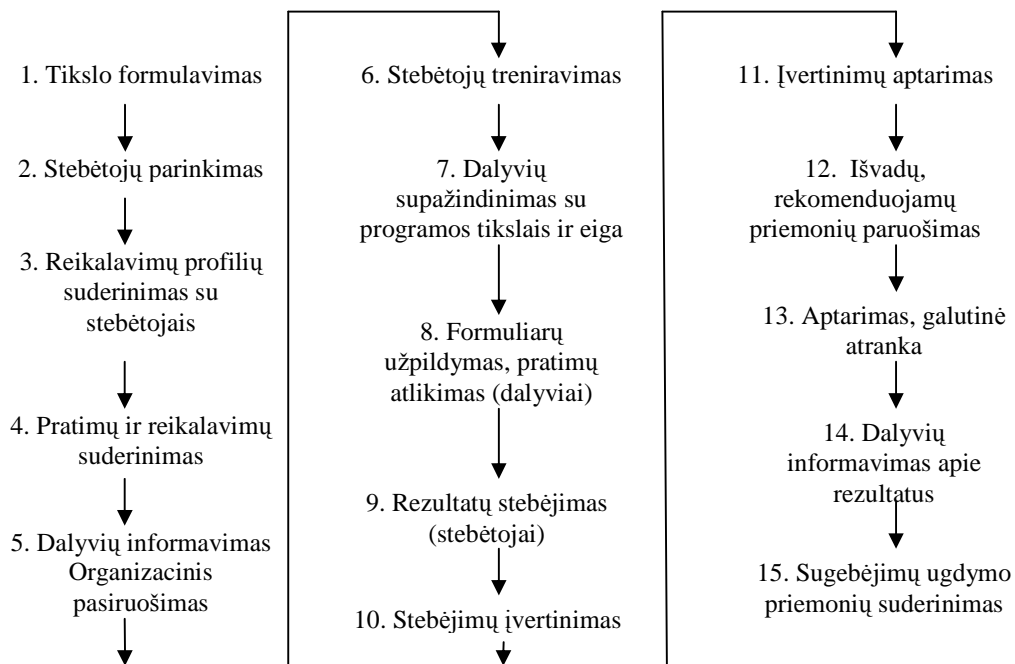 1. Tikslo formulavimas
2. Stebėtojų parinkimas
3. Reikalavimų profilių
suderinimas su
stebėtojais
4. Pratimų ir reikalavimų
suderinimas
5. Dalyvių informavimas
Organizacinis
pasiruošimas
6. Stebėtojų treniravimas
7. Dalyvių
supažindinimas su
programos tikslais ir eiga
8. Formuliarų
užpildymas, pratimų
atlikimas (dalyviai)
9. Rezultatų stebėjimas
(stebėtojai)
10. Stebėjimų įvertinimas
11. Įvertinimų aptarimas
12. Išvadų,
rekomenduojamų
priemonių paruošimas
13. Aptarimas, galutinė
atranka
14. Dalyvių
informavimas apie
rezultatus
15. Sugebėjimų ugdymo
priemonių suderinimas